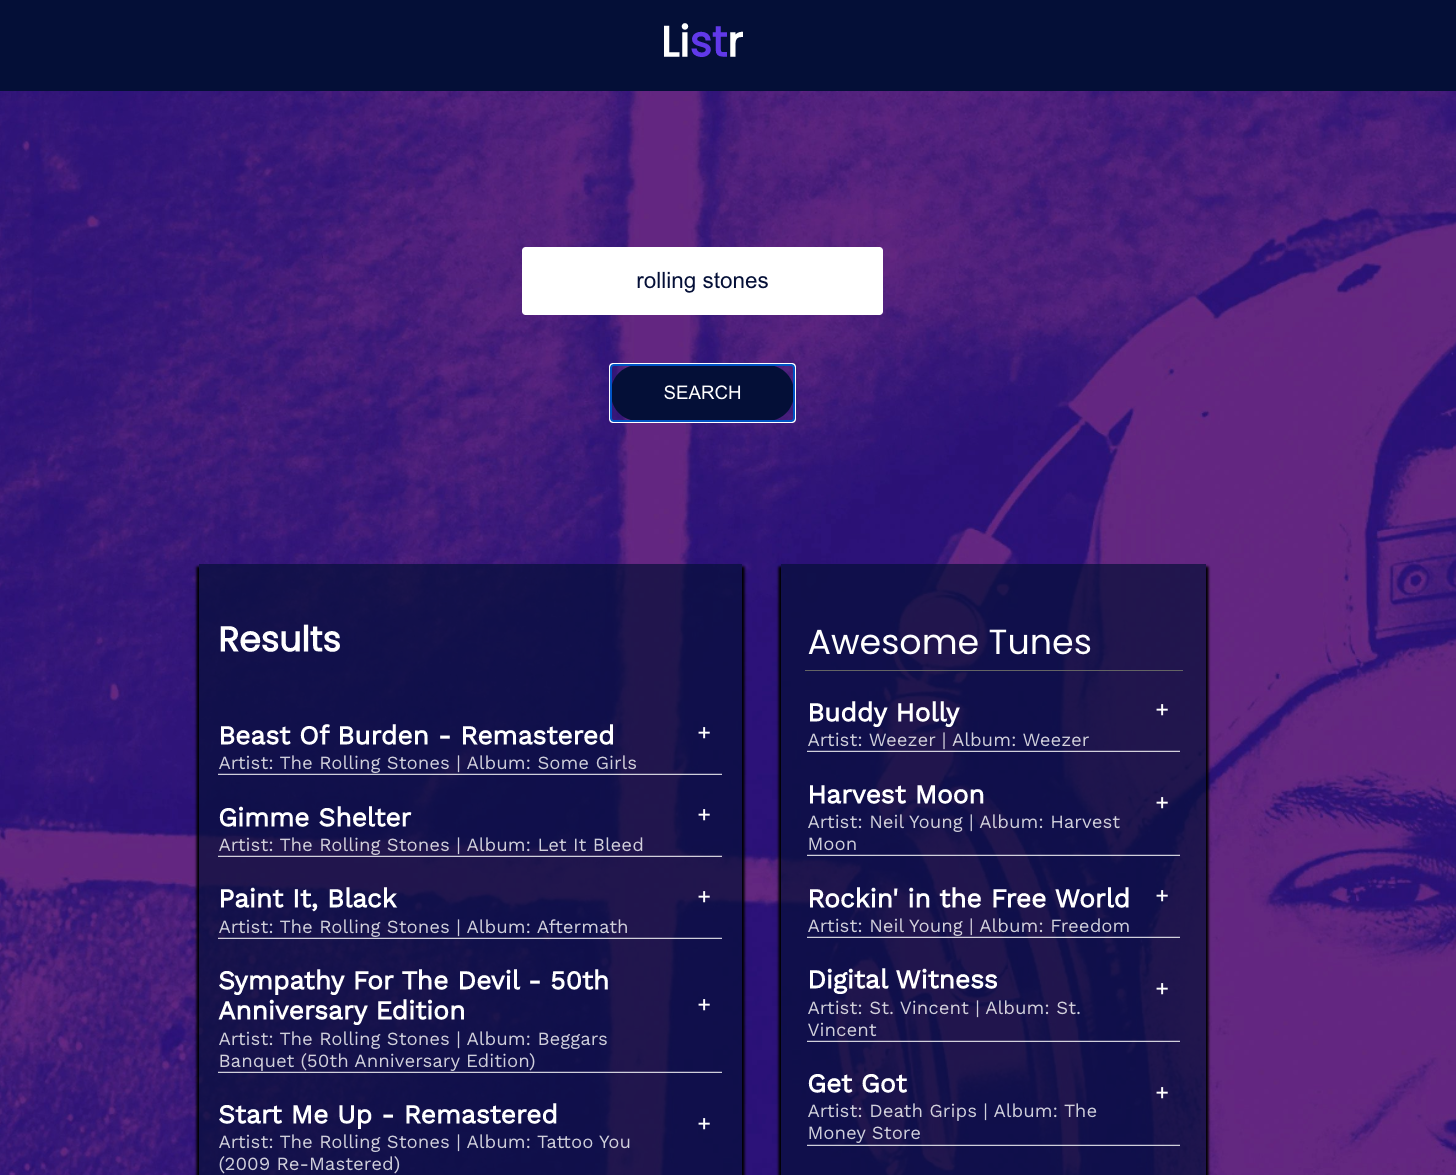 Listr
rolling stones
SEARCH
Results
Beast Of Burden - Remastered
+
Artist: The Rolling Stones | Album: Some Girls
Gimme Shelter
+
Artist: The Rolling Stones | Album: Let It Bleed
Paint It, Black
+
Artist: The Rolling Stones | Album: Aftermath
Sympathy For The Devil - 50th
Anniversary Edition
+
Artist: The Rolling Stones | Album: Beggars
Banquet (50th Anniversary Edition)
Start Me Up - Remastered
+
Artist: The Rolling Stones | Album: Tattoo You
(2009 Re-Mastered)
Awesome Tunes
Buddy Holly
+
Artist: Weezer | Album: Weezer
Harvest Moon
+
Artist: Neil Young | Album: Harvest
Moon
Rockin' in the Free World
+
Artist: Neil Young | Album: Freedom
Digital Witness
+
Artist: St. Vincent | Album: St.
Vincent
Get Got
+
Artist: Death Grips | Album: The
Money Store